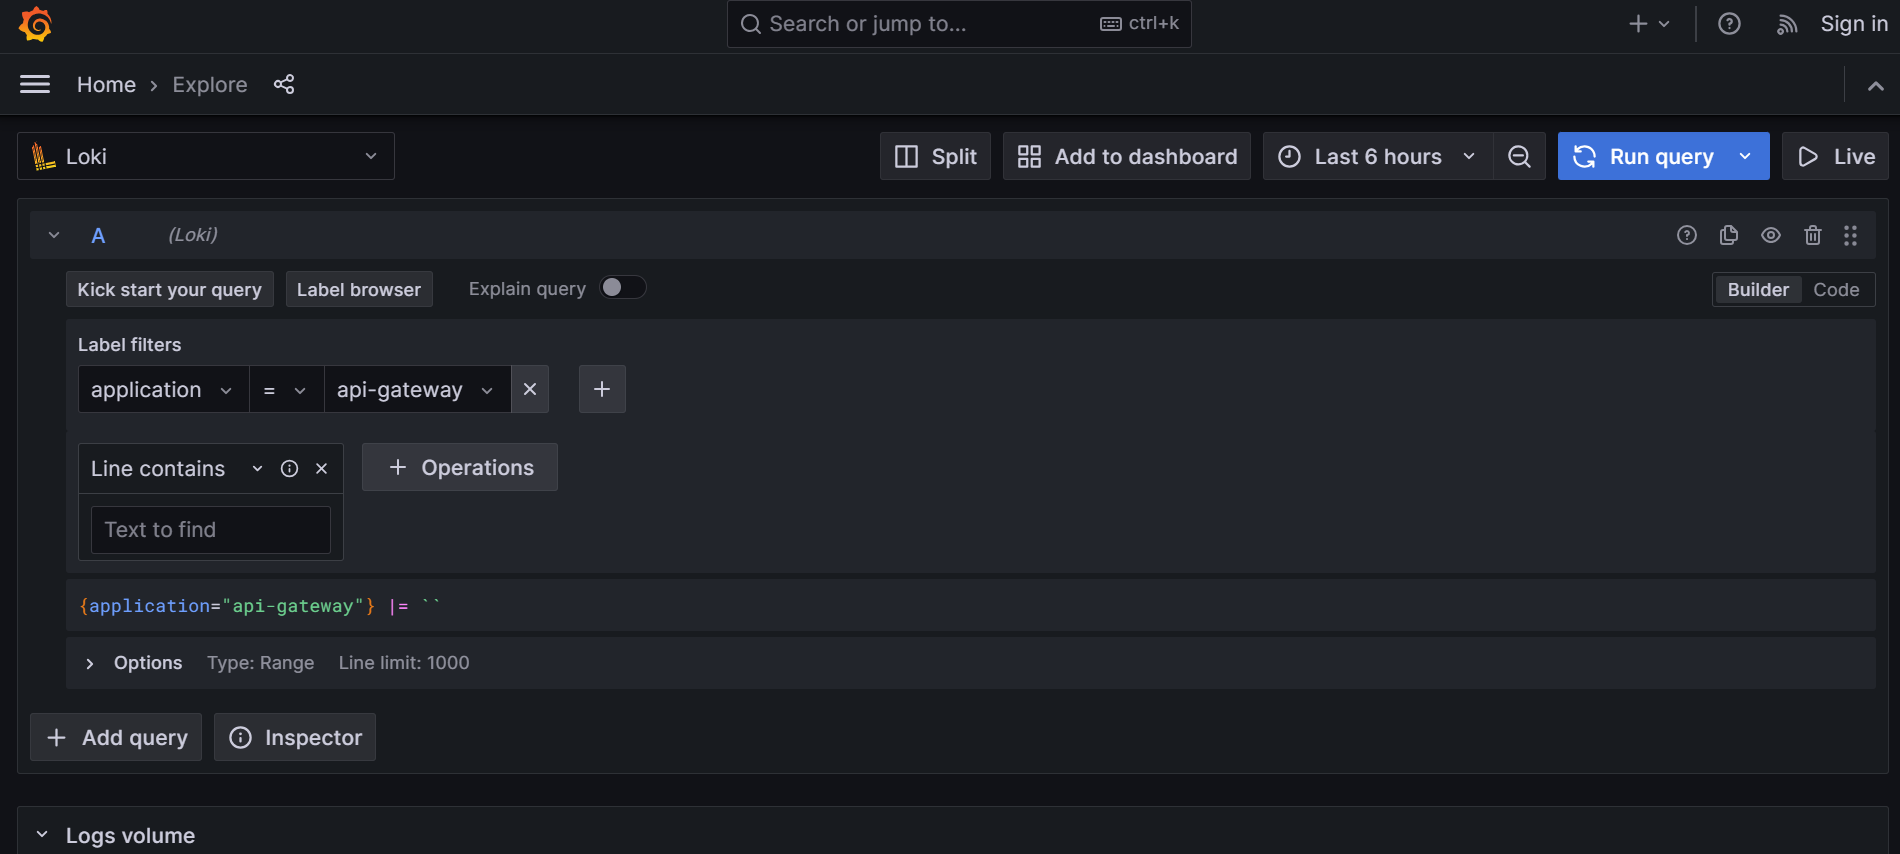 Search or jump to... ctrl+k Sign in
Home › Explore
Loki Split Add to dashboard Last 6 hours Run query Live
A (Loki)
Kick start your query Label browser Explain query Builder Code
Label filters
application = api-gateway
Line contains + Operations
Text to find
{application="api-gateway"} |= ``
Options Type: Range Line limit: 1000
+ Add query Inspector
Logs volume